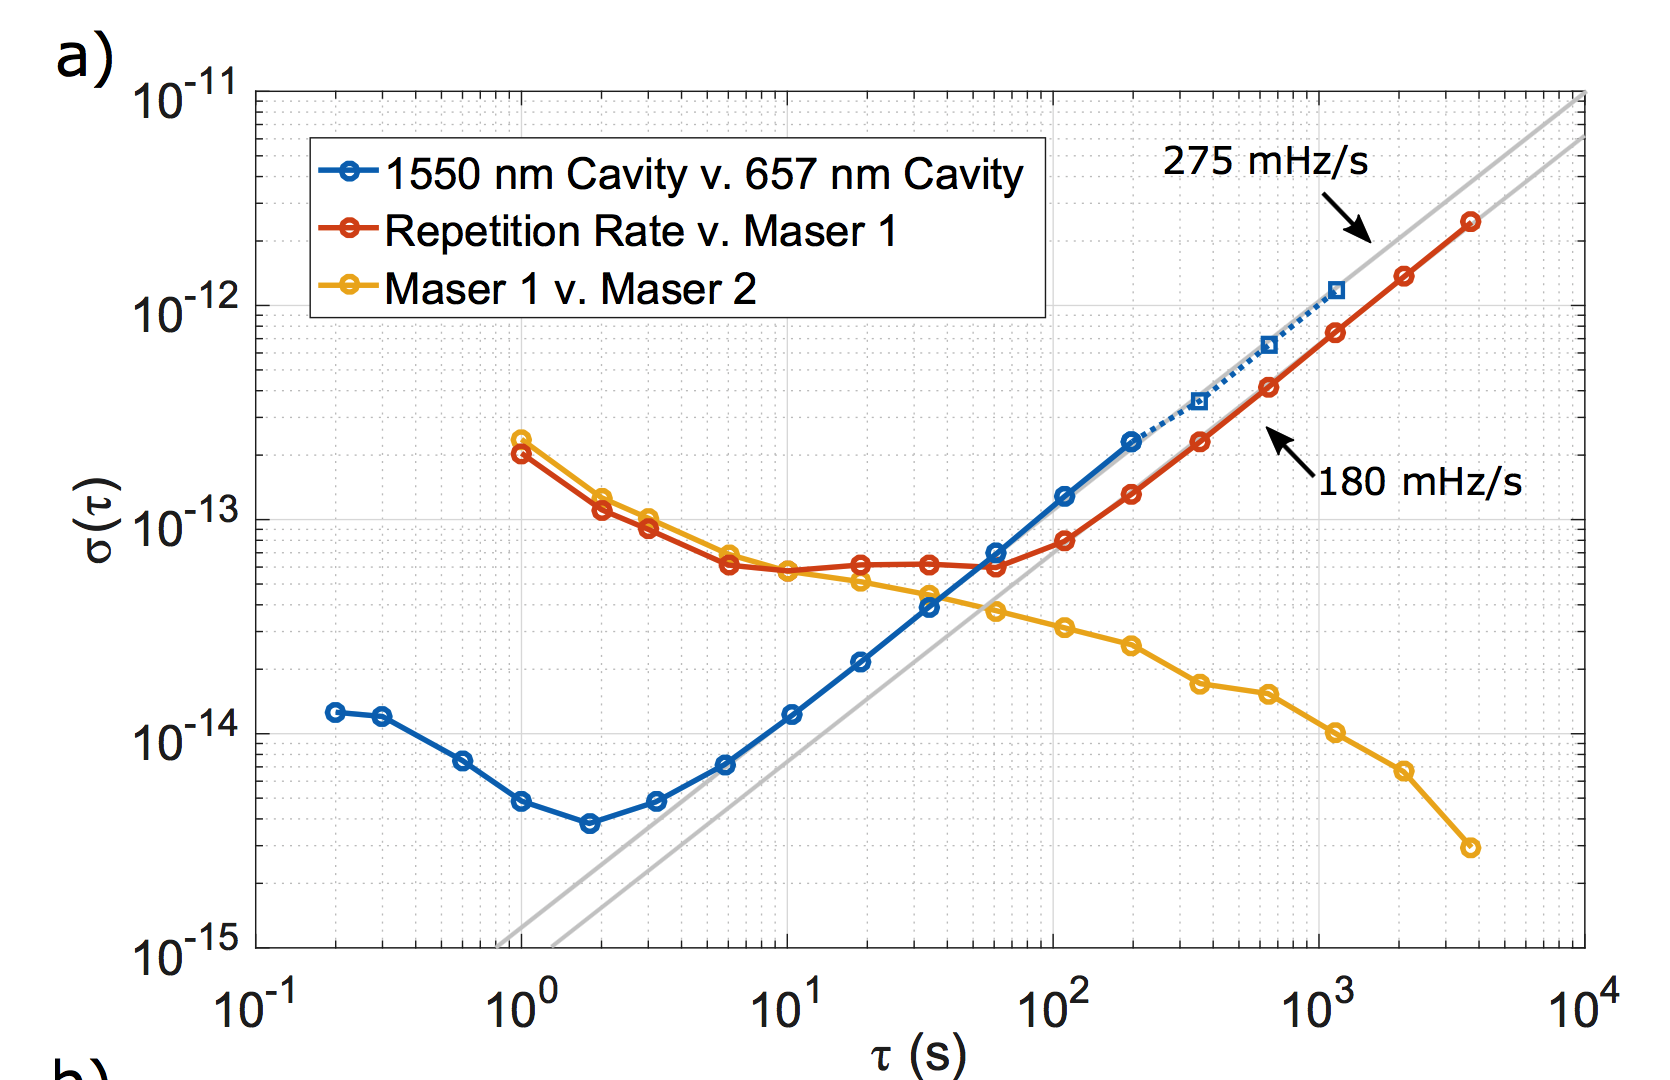 a)
10^-11
1550 nm Cavity v. 657 nm Cavity
Repetition Rate v. Maser 1
Maser 1 v. Maser 2
275 mHz/s
10^-12
180 mHz/s
σ(τ)
10^-13
10^-14
10^-15
10^-1 10^0 10^1 10^2 10^3 10^4
τ (s)
b)